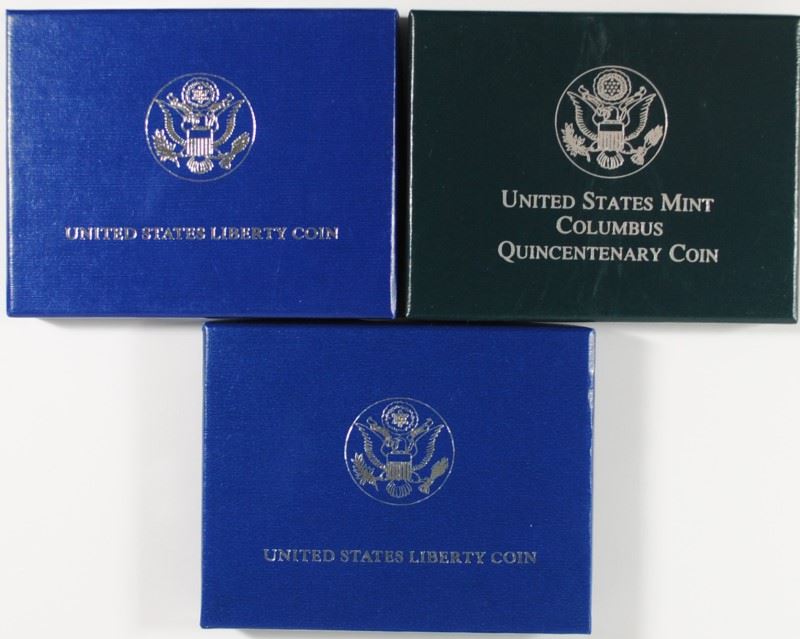 UNITED STATES LIBERTY COIN
UNITED STATES MINT
COLUMBUS
QUINCENTENARY COIN
UNITED STATES LIBERTY COIN